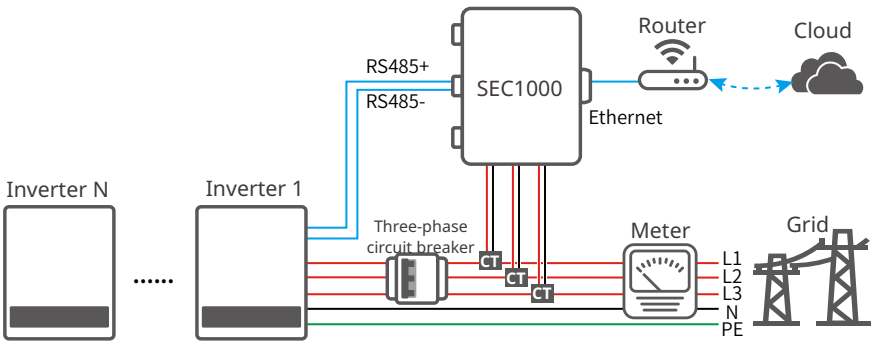 Router
Cloud
RS485+
SEC1000
RS485-
Ethernet
Inverter N
Inverter 1
Three-phase
circuit breaker
Meter
Grid
CT
CT
CT
L1
L2
L3
N
PE